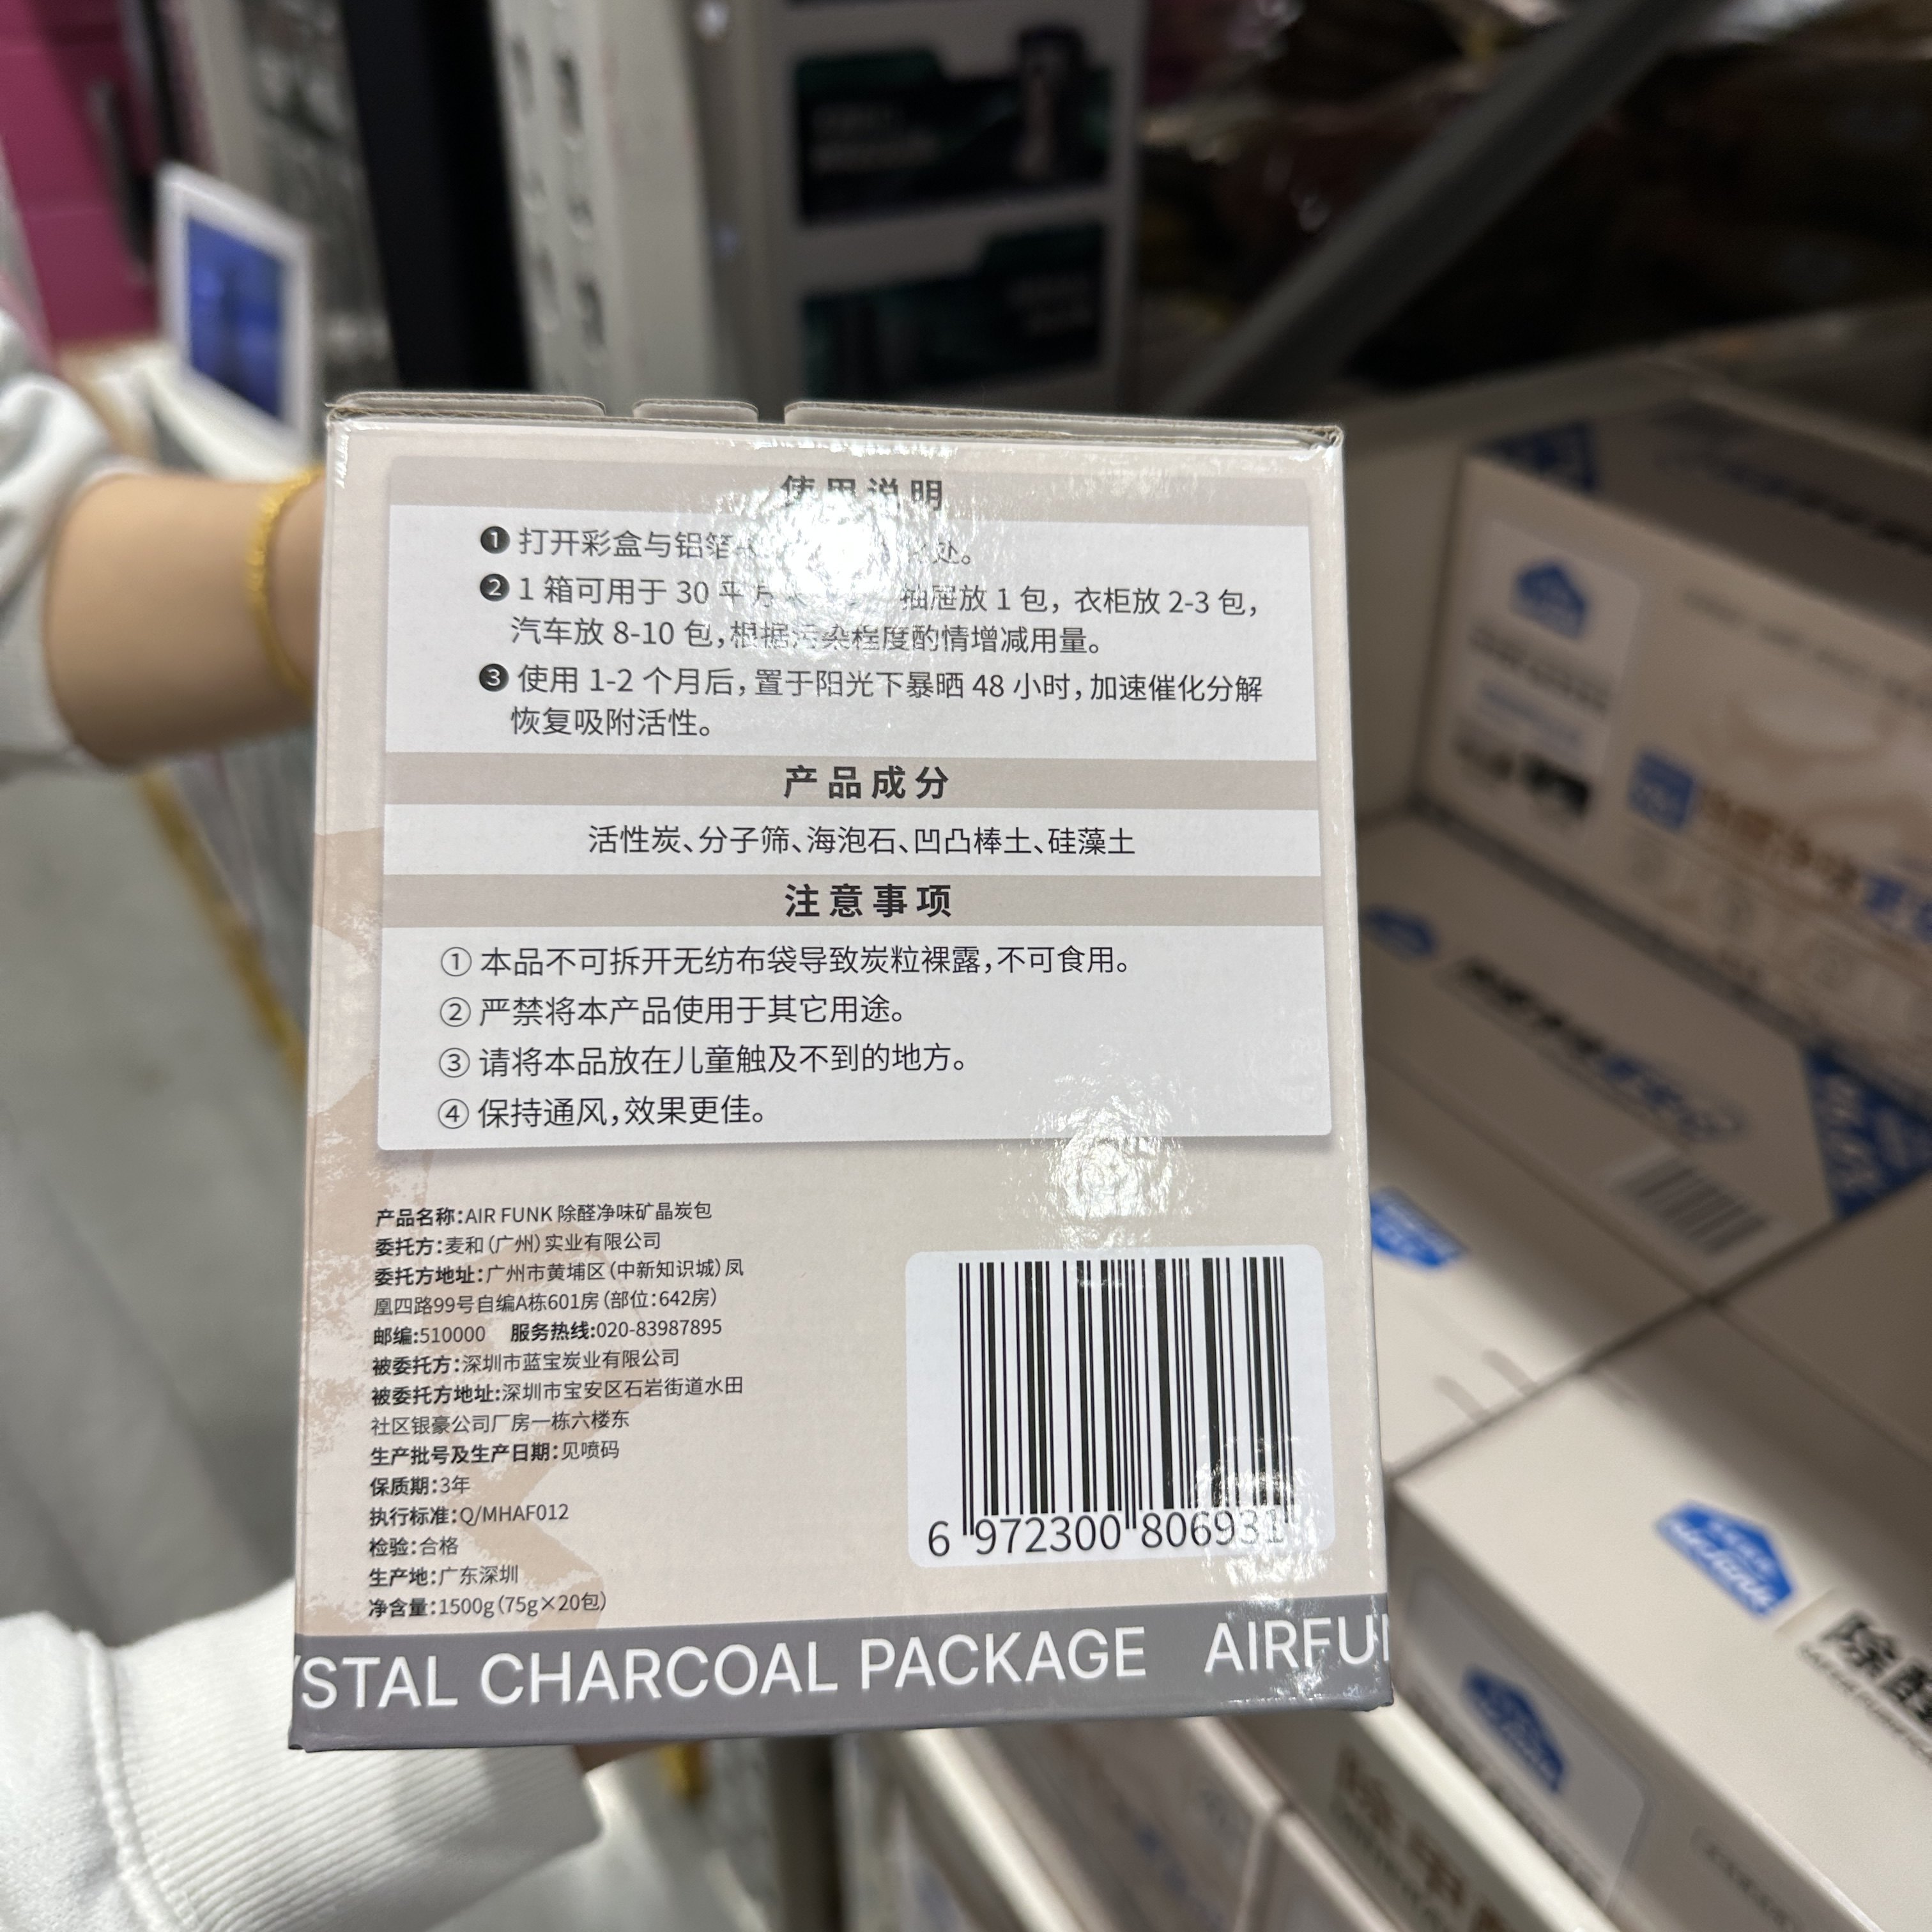 使用说明
❶ 打开彩盒与铝箔 处。
❷ 1 箱可用于 30 平方 抽屉放 1 包，衣柜放 2-3 包，
汽车放 8-10 包，根据污染程度酌情增减用量。
❸ 使用 1-2 个月后，置于阳光下暴晒 48 小时，加速催化分解
恢复吸附活性。
产品成分
活性炭、分子筛、海泡石、凹凸棒土、硅藻土
注意事项
① 本品不可拆开无纺布袋导致炭粒裸露，不可食用。
② 严禁将本产品使用于其它用途。
③ 请将本品放在儿童触及不到的地方。
④ 保持通风，效果更佳。
产品名称：AIR FUNK 除醛净味矿晶炭包
委托方：麦和（广州）实业有限公司
委托方地址：广州市黄埔区（中新知识城）凤
凰四路99号自编A栋601房（部位：642房）
邮编：510000 服务热线：020-83987895
被委托方：深圳市蓝宝炭业有限公司
被委托方地址：深圳市宝安区石岩街道水田
社区银豪公司厂房一栋六楼东
生产批号及生产日期：见喷码
保质期：3年
执行标准：Q/MHAF012
检验：合格
生产地：广东深圳
净含量：1500g（75g×20包）
6 972300 806931
YSTAL CHARCOAL PACKAGE AIRFUN
除醛